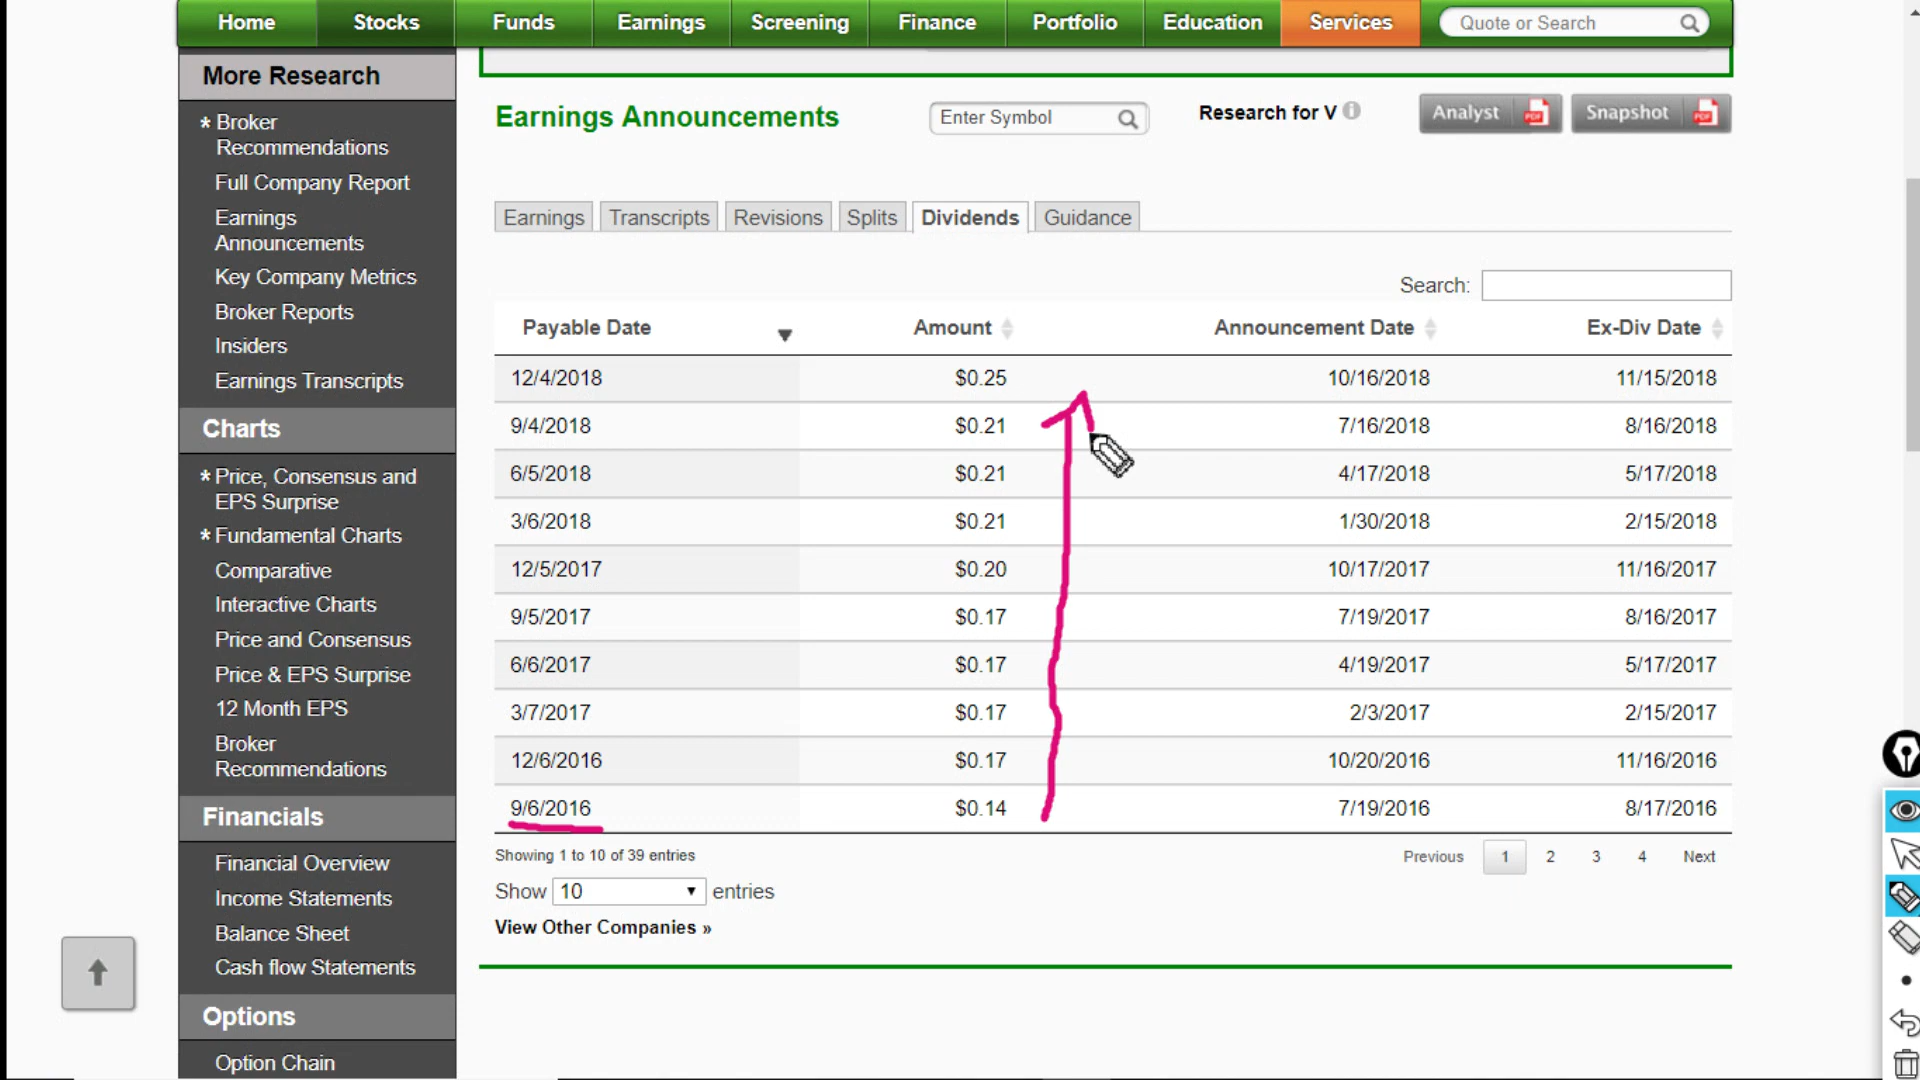 Home Stocks Funds Earnings Screening Finance Portfolio Education Services Quote or Search
More Research
* Broker
Recommendations
Full Company Report
Earnings
Announcements
Key Company Metrics
Broker Reports
Insiders
Earnings Transcripts
Charts
* Price, Consensus and
EPS Surprise
* Fundamental Charts
Comparative
Interactive Charts
Price and Consensus
Price & EPS Surprise
12 Month EPS
Broker
Recommendations
Financials
Financial Overview
Income Statements
Balance Sheet
Cash flow Statements
Options
Option Chain
Earnings Announcements
Enter Symbol
Research for V
Analyst
Snapshot
Earnings Transcripts Revisions Splits Dividends Guidance
Search:
Payable Date Amount Announcement Date Ex-Div Date
12/4/2018 $0.25 10/16/2018 11/15/2018
9/4/2018 $0.21 7/16/2018 8/16/2018
6/5/2018 $0.21 4/17/2018 5/17/2018
3/6/2018 $0.21 1/30/2018 2/15/2018
12/5/2017 $0.20 10/17/2017 11/16/2017
9/5/2017 $0.17 7/19/2017 8/16/2017
6/6/2017 $0.17 4/19/2017 5/17/2017
3/7/2017 $0.17 2/3/2017 2/15/2017
12/6/2016 $0.17 10/20/2016 11/16/2016
9/6/2016 $0.14 7/19/2016 8/17/2016
Showing 1 to 10 of 39 entries
Previous 1 2 3 4 Next
Show 10 entries
View Other Companies »